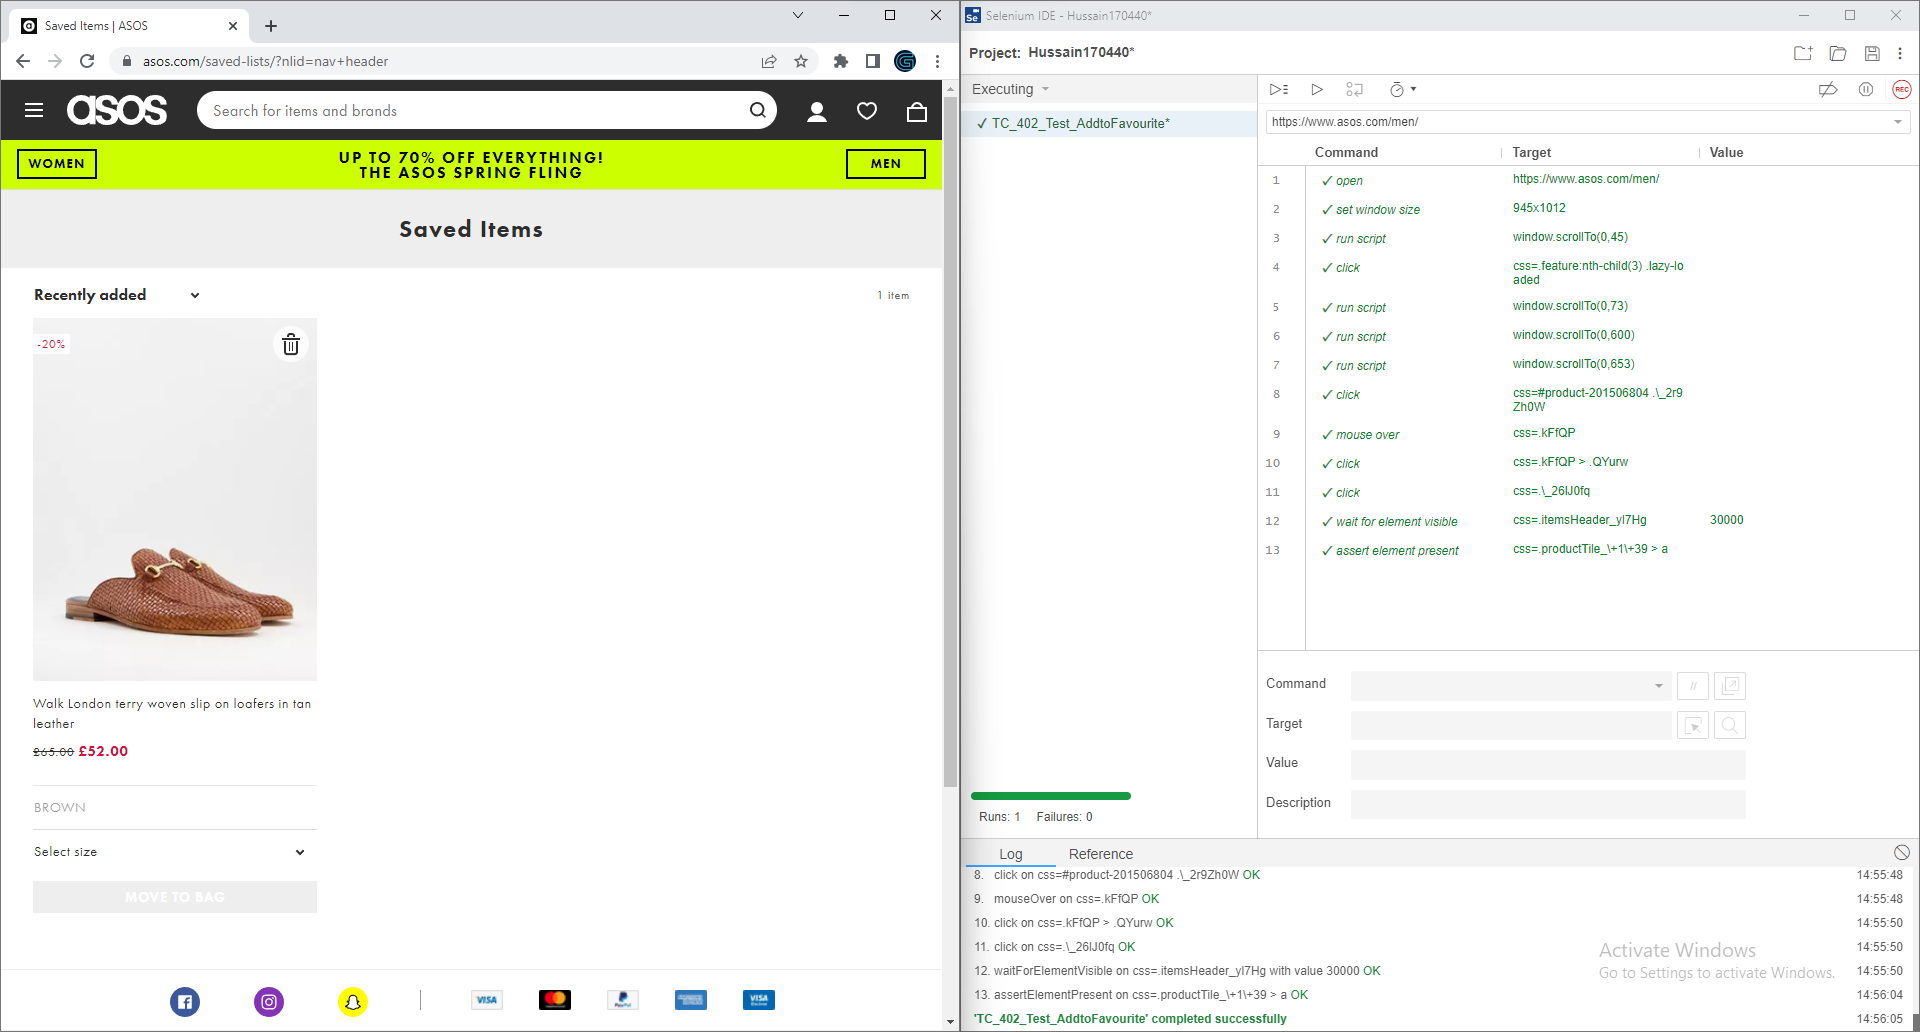 Saved Items | ASOS
asos.com/saved-lists/?nlid=nav+header
asos
Search for items and brands
WOMEN
UP TO 70% OFF EVERYTHING!
THE ASOS SPRING FLING
MEN
Saved Items
Recently added
1 item
-20%
Walk London terry woven slip on loafers in tan
leather
£65.00 £52.00
BROWN
Select size
MOVE TO BAG
VISA
PayPal
VISA
Se Selenium IDE - Hussain170440*
Project: Hussain170440*
Executing
REC
✓ TC_402_Test_AddtoFavourite*
https://www.asos.com/men/
Command Target Value
1 ✓ open https://www.asos.com/men/
2 ✓ set window size 945x1012
3 ✓ run script window.scrollTo(0,45)
4 ✓ click css=.feature:nth-child(3) .lazy-lo
aded
5 ✓ run script window.scrollTo(0,73)
6 ✓ run script window.scrollTo(0,600)
7 ✓ run script window.scrollTo(0,653)
8 ✓ click css=#product-201506804 .\_2r9
Zh0W
9 ✓ mouse over css=.kFfQP
10 ✓ click css=.kFfQP > .QYurw
11 ✓ click css=.\_26IJ0fq
12 ✓ wait for element visible css=.itemsHeader_yI7Hg 30000
13 ✓ assert element present css=.productTile_\+1\+39 > a
Command
//
Target
Value
Description
Runs: 1 Failures: 0
Log Reference
8. click on css=#product-201506804 .\_2r9Zh0W OK 14:55:48
9. mouseOver on css=.kFfQP OK 14:55:48
10. click on css=.kFfQP > .QYurw OK 14:55:50
11. click on css=.\_26IJ0fq OK 14:55:50
12. waitForElementVisible on css=.itemsHeader_yI7Hg with value 30000 OK 14:55:50
13. assertElementPresent on css=.productTile_\+1\+39 > a OK 14:56:04
'TC_402_Test_AddtoFavourite' completed successfully 14:56:05
Activate Windows
Go to Settings to activate Windows.